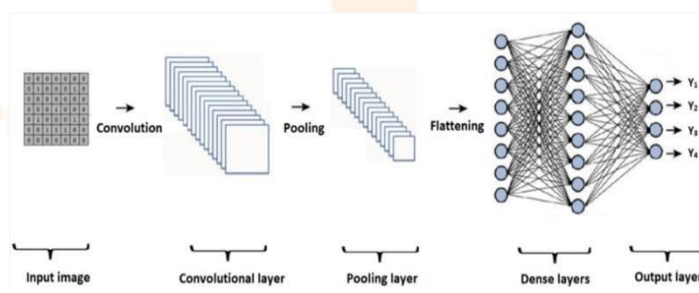 Convolution
Pooling
Flattening
Y₁
Y₂
Y₃
Y₄
Input image
Convolutional layer
Pooling layer
Dense layers
Output layer